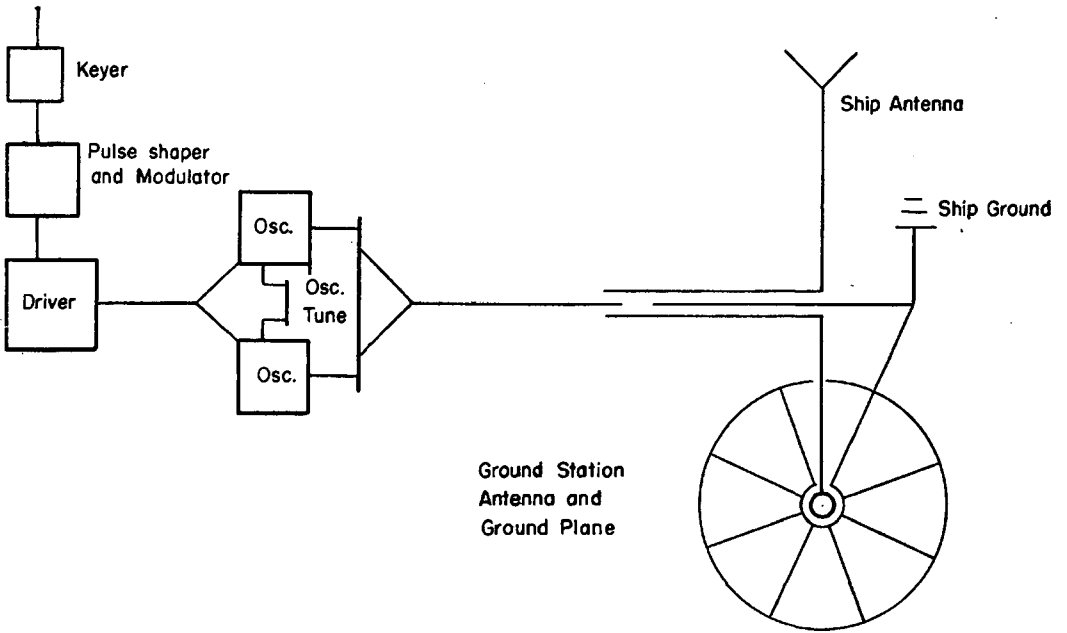 Keyer
Pulse shaper
and Modulator
Driver
Osc.
Osc.
Tune
Osc.
Ship Antenna
Ship Ground
Ground Station
Antenna and
Ground Plane